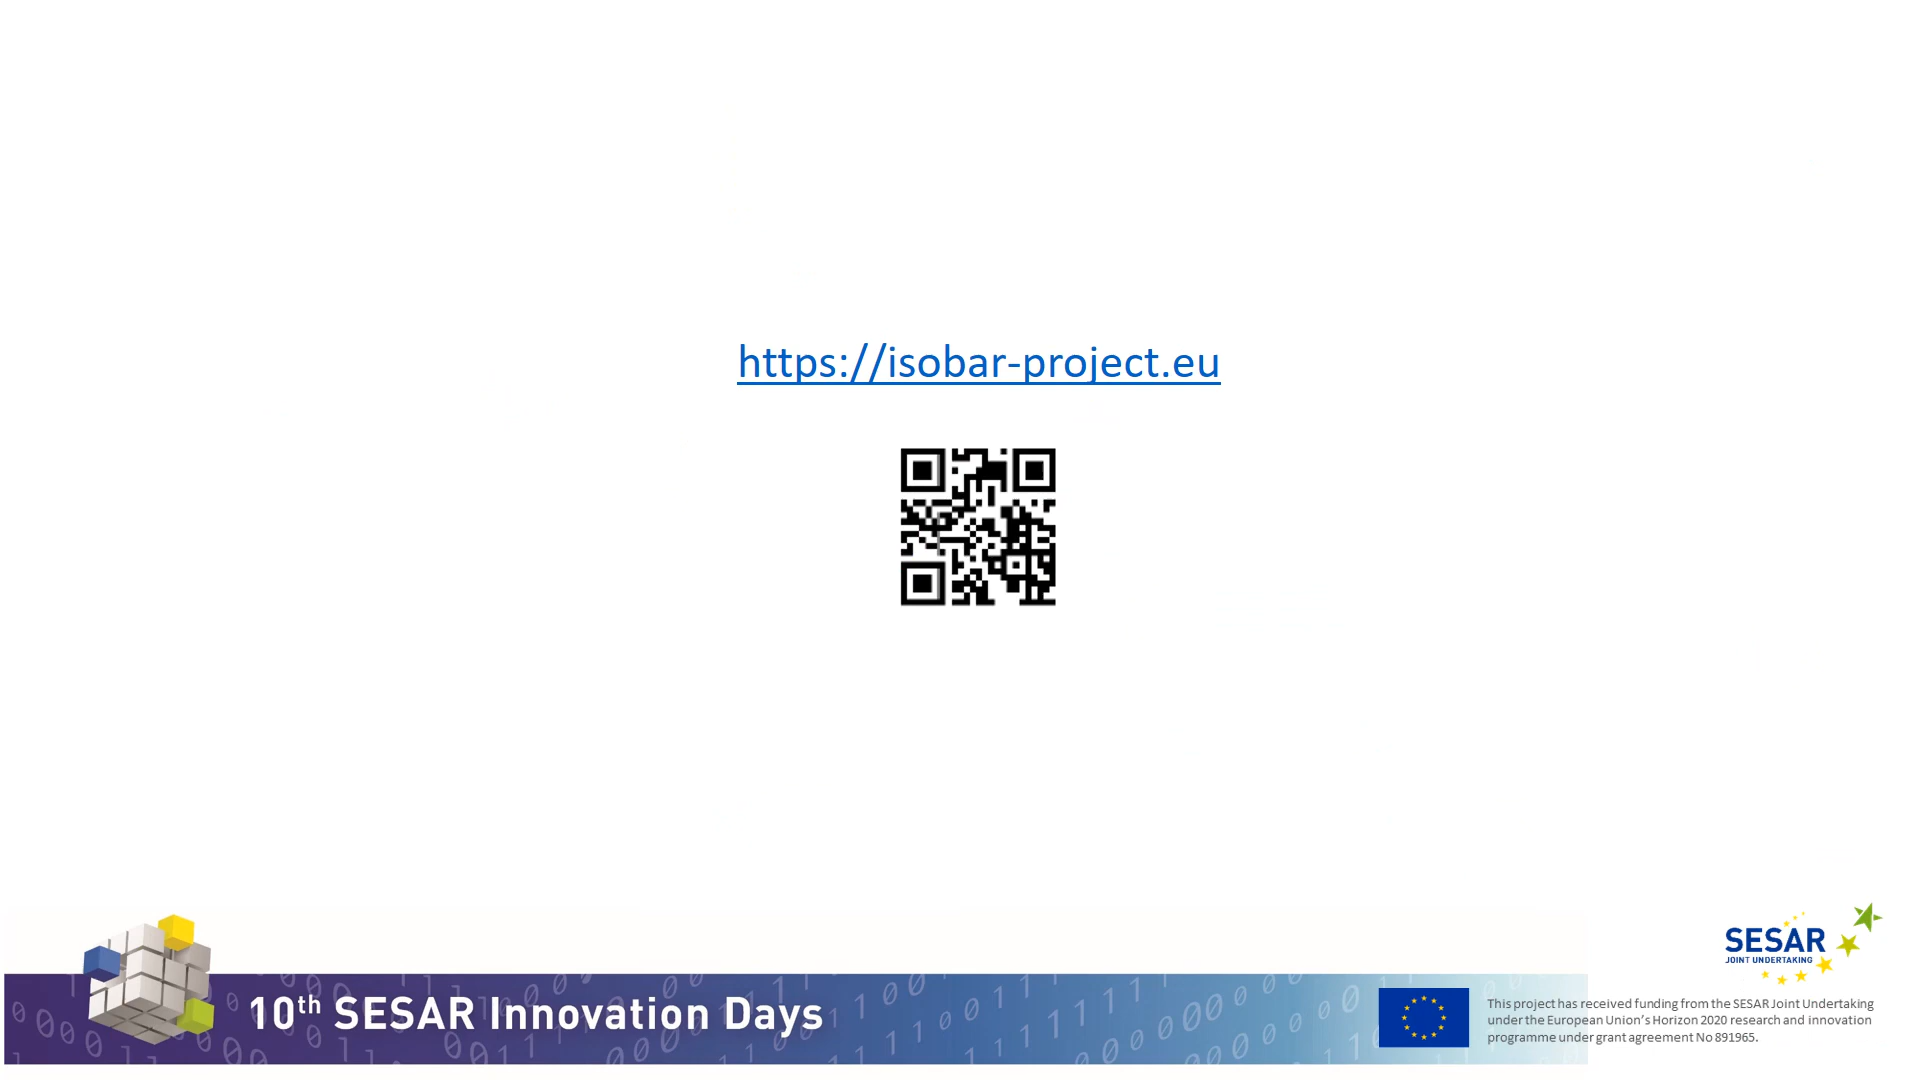 https://isobar-project.eu
SESAR
JOINT UNDERTAKING
10th SESAR Innovation Days
This project has received funding from the SESAR Joint Undertaking
under the European Union's Horizon 2020 research and innovation
programme under grant agreement No 891965.